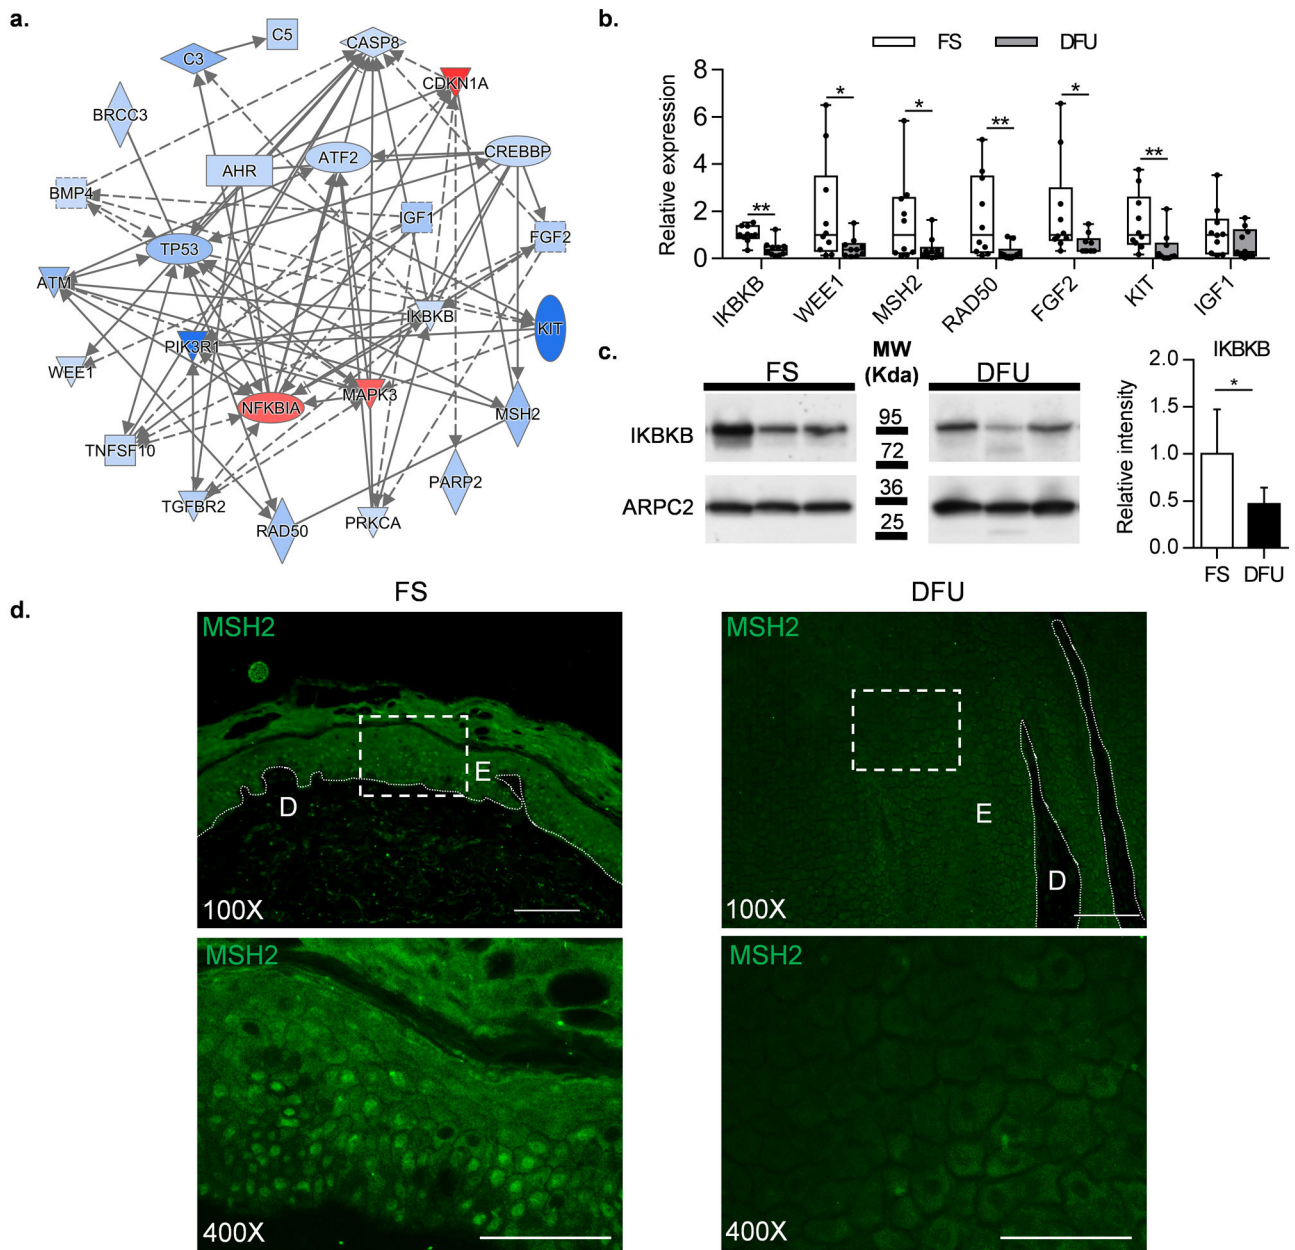 a.
C5
C3
CASP8
CDKN1A
BRCC3
AHR
ATF2
CREBBP
BMP4
IGF1
FGF2
TP53
ATM
IKBKB
KIT
PIK3R1
WEE1
NFKBIA
MAPK3
MSH2
TNFSF10
TGFBR2
RAD50
PRKCA
PARP2
b.
FS DFU
Relative expression
8
6
4
2
0
** * * ** * **
IKBKB WEE1 MSH2 RAD50 FGF2 KIT IGF1
c.
FS MW (Kda) DFU
IKBKB
95
72
ARPC2
36
25
IKBKB
Relative intensity
2.0
1.5
1.0
0.5
0.0
*
FS DFU
d.
FS
MSH2
E
D
100X
MSH2
400X
DFU
MSH2
E
D
100X
MSH2
400X